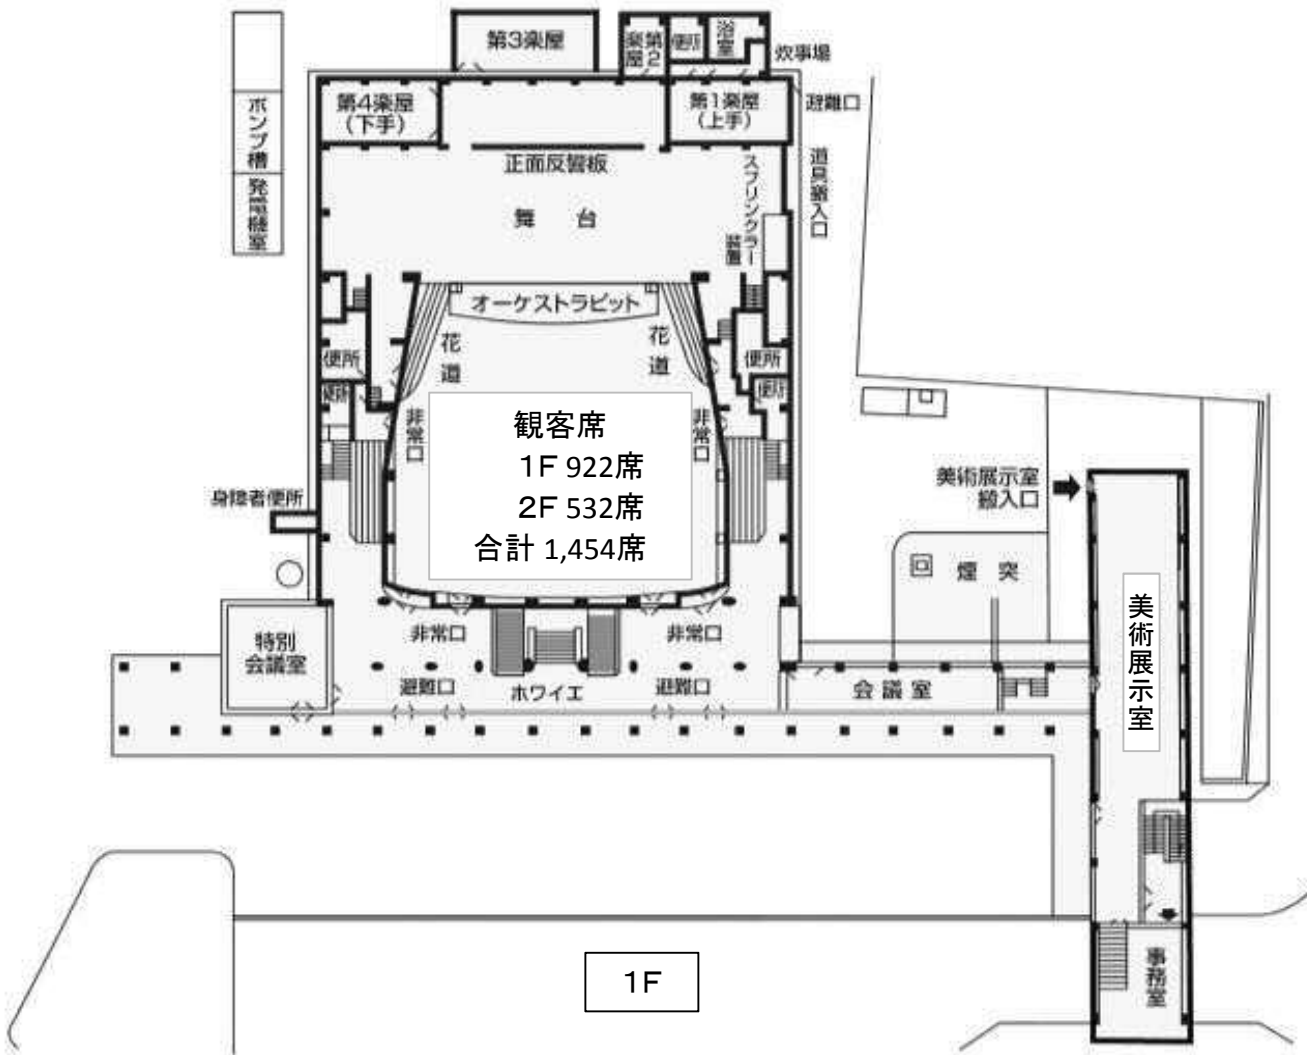 第3楽屋
第2
楽屋
便所
浴室
炊事場
第4楽屋
(下手)
第1楽屋
(上手)
避難口
ポンプ槽
発電機室
正面反響板
舞 台
スプリンクラー
装置
道具搬入口
オーケストラピット
花道
花道
便所
便所
便所
便所
非常口
非常口
観客席
1F 922席
2F 532席
合計 1,454席
身障者便所
美術展示室
搬入口
煙 突
美術展示室
特別
会議室
非常口
非常口
避難口
ホワイエ
避難口
会議室
事務室
1F